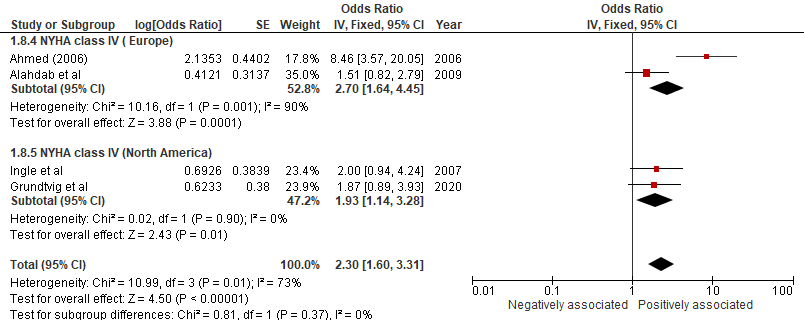 Odds Ratio Odds Ratio
Study or Subgroup log[Odds Ratio] SE Weight IV, Fixed, 95% CI Year IV, Fixed, 95% CI
1.8.4 NYHA class IV ( Europe)
Ahmed (2006) 2.1353 0.4402 17.8% 8.46 [3.57, 20.05] 2006
Alahdab et al 0.4121 0.3137 35.0% 1.51 [0.82, 2.79] 2009
Subtotal (95% CI) 52.8% 2.70 [1.64, 4.45]
Heterogeneity: Chi² = 10.16, df = 1 (P = 0.001); I² = 90%
Test for overall effect: Z = 3.88 (P = 0.0001)
1.8.5 NYHA class IV (North America)
Ingle et al 0.6926 0.3839 23.4% 2.00 [0.94, 4.24] 2007
Grundtvig et al 0.6233 0.38 23.9% 1.87 [0.89, 3.93] 2020
Subtotal (95% CI) 47.2% 1.93 [1.14, 3.28]
Heterogeneity: Chi² = 0.02, df = 1 (P = 0.90); I² = 0%
Test for overall effect: Z = 2.43 (P = 0.01)
Total (95% CI) 100.0% 2.30 [1.60, 3.31]
Heterogeneity: Chi² = 10.99, df = 3 (P = 0.01); I² = 73%
Test for overall effect: Z = 4.50 (P < 0.00001)
Test for subgroup differences: Chi² = 0.81, df = 1 (P = 0.37), I² = 0%
0.01 0.1 1 10 100
Negatively associated Positively associated